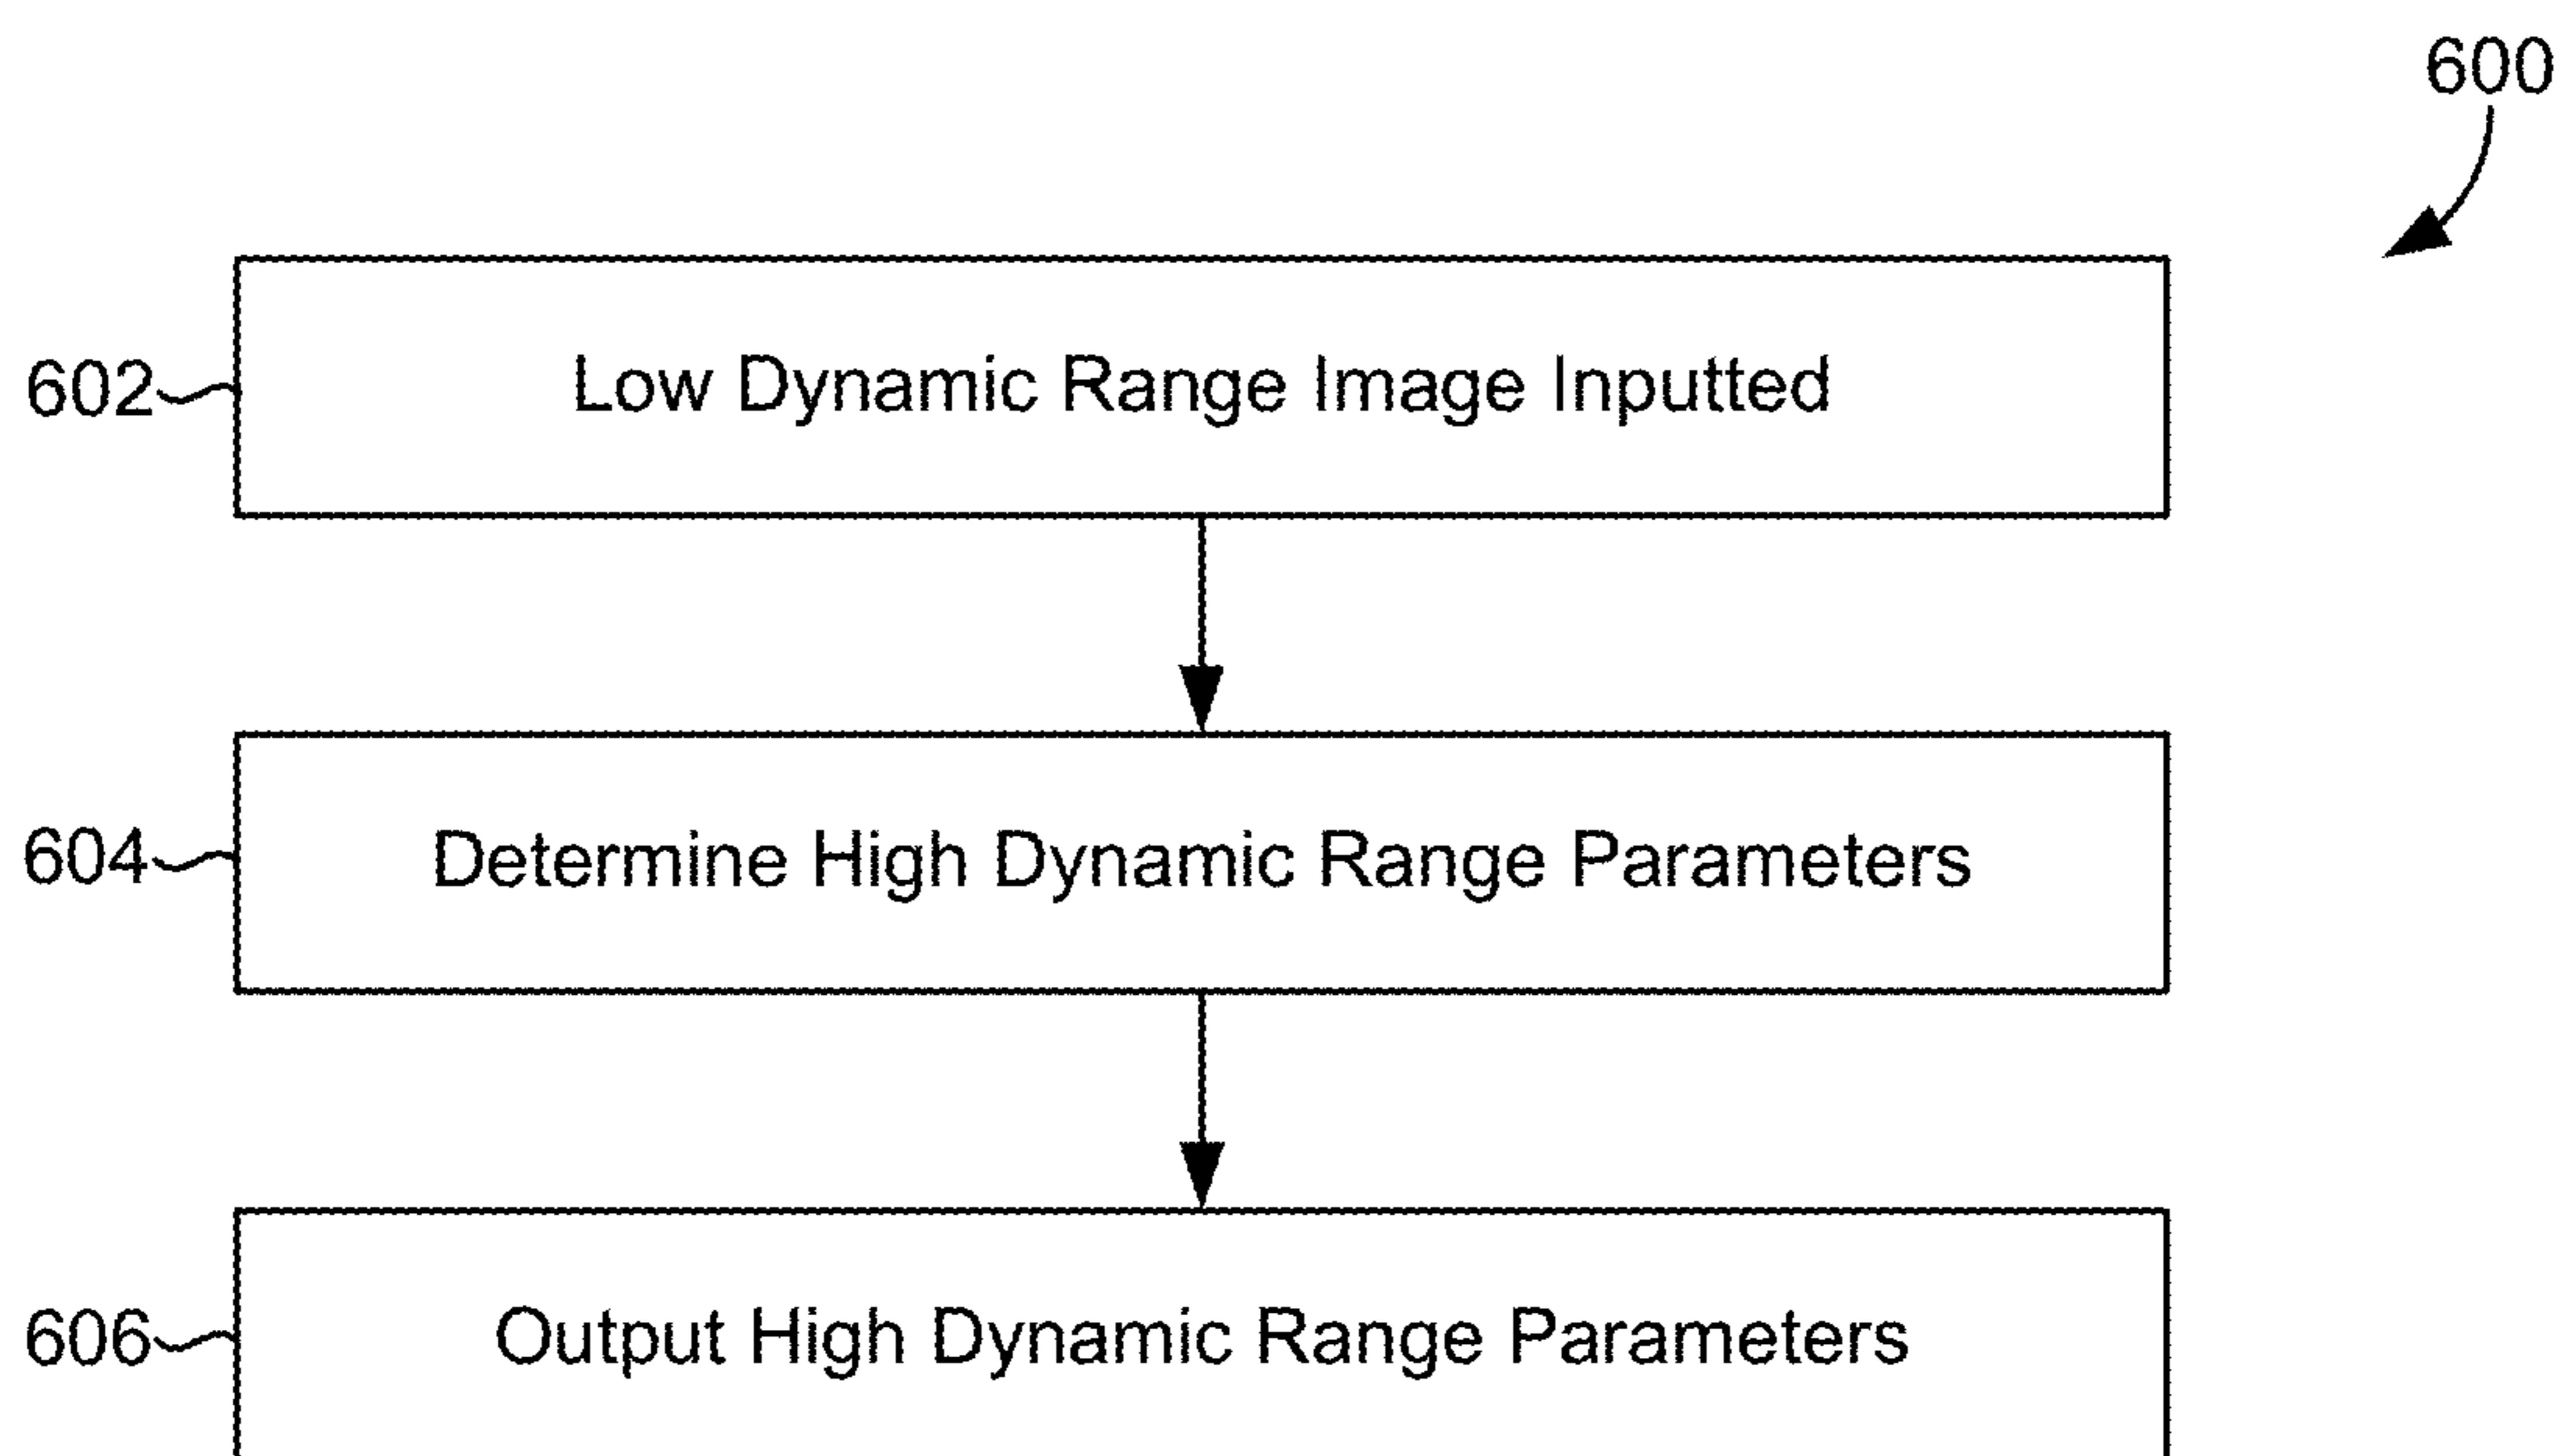 600
602 Low Dynamic Range Image Inputted
604 Determine High Dynamic Range Parameters
606 Output High Dynamic Range Parameters